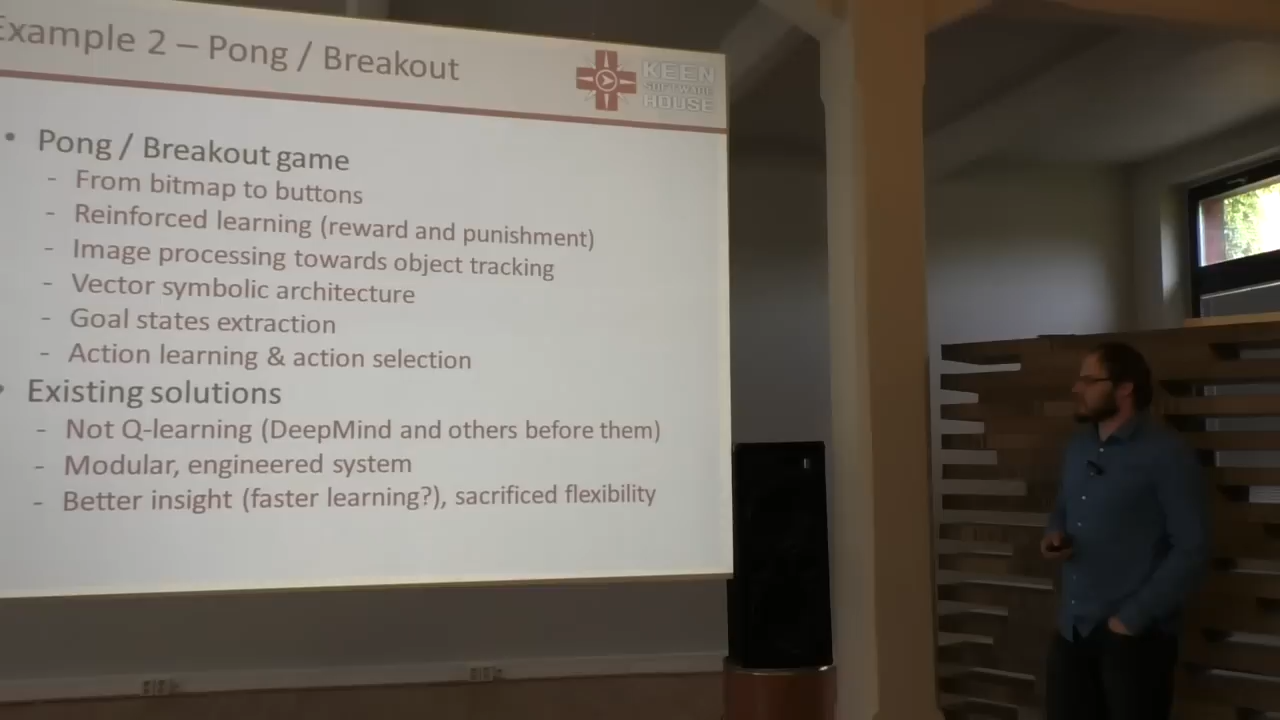 Example 2 – Pong / Breakout
KEEN
SOFTWARE
HOUSE
• Pong / Breakout game
- From bitmap to buttons
- Reinforced learning (reward and punishment)
- Image processing towards object tracking
- Vector symbolic architecture
- Goal states extraction
- Action learning & action selection
• Existing solutions
- Not Q-learning (DeepMind and others before them)
- Modular, engineered system
- Better insight (faster learning?), sacrificed flexibility